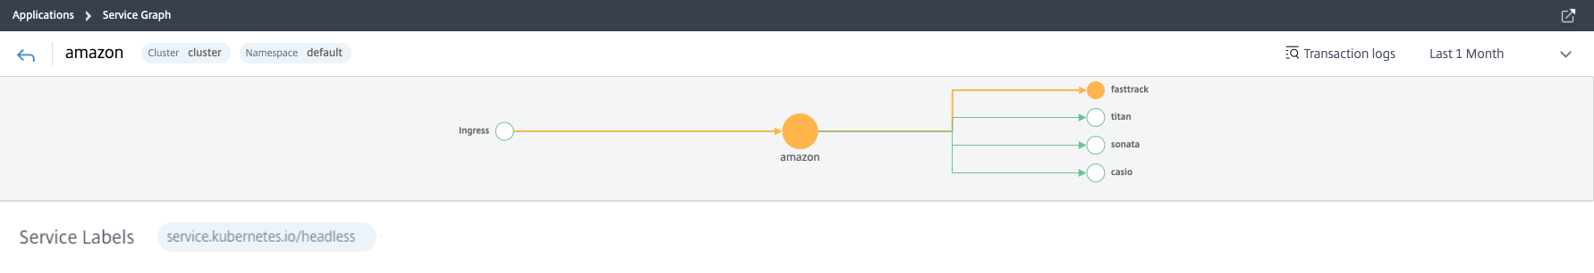 Applications > Service Graph
amazon Cluster cluster Namespace default Transaction logs Last 1 Month
fasttrack
titan
Ingress
sonata
amazon
casio
Service Labels service.kubernetes.io/headless